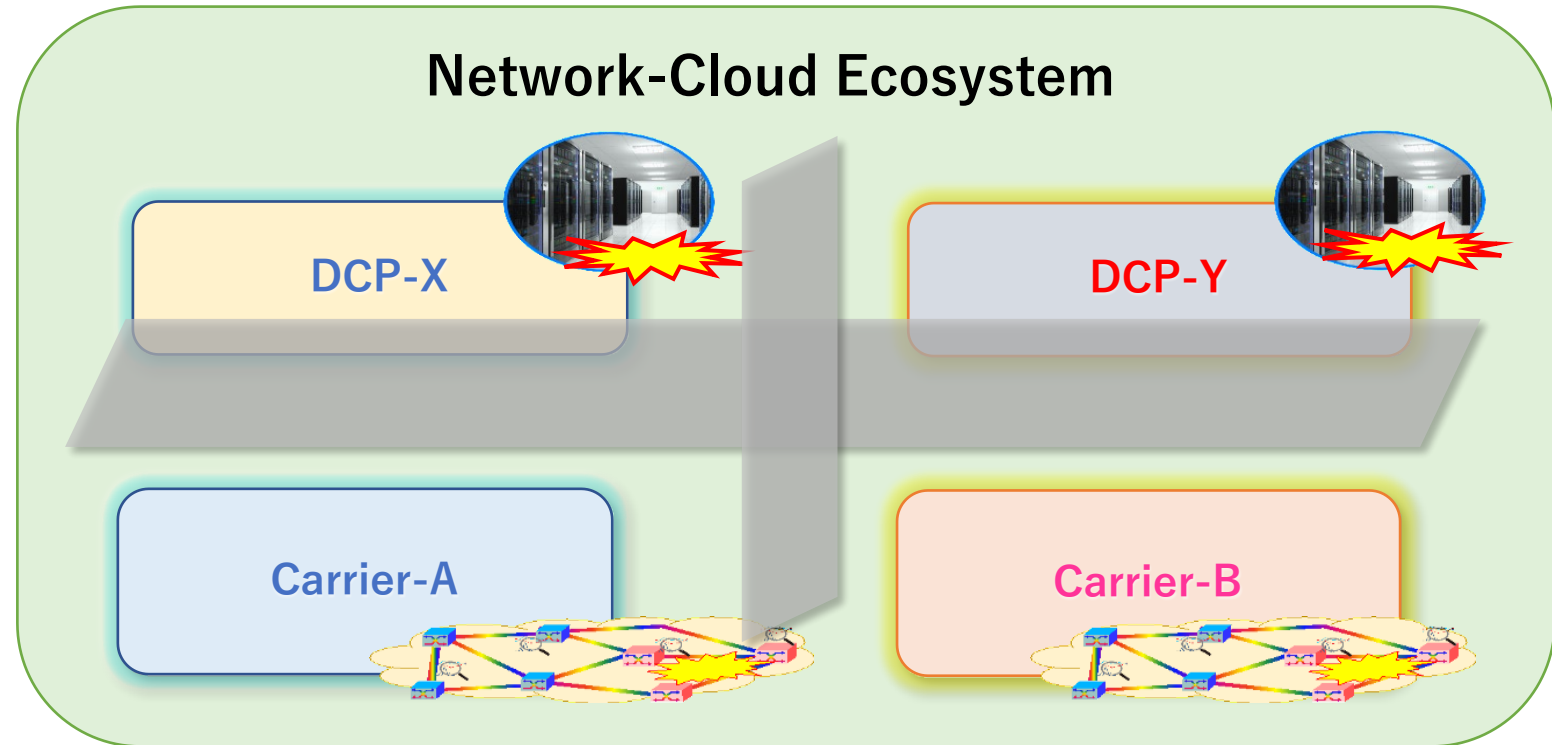 Network-Cloud Ecosystem
DCP-X
DCP-Y
Carrier-A
Carrier-B